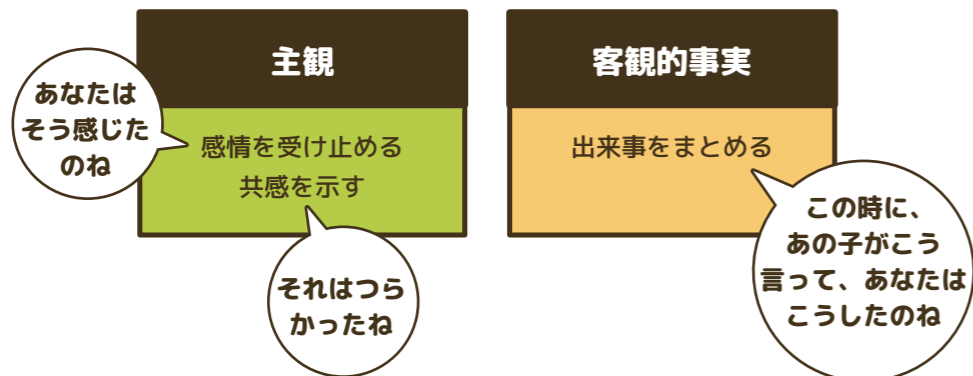 主観
あなたは
そう感じた
のね
感情を受け止める
共感を示す
それはつら
かったね
客観的事実
出来事をまとめる
この時に、
あの子がこう
言って、あなたは
こうしたのね